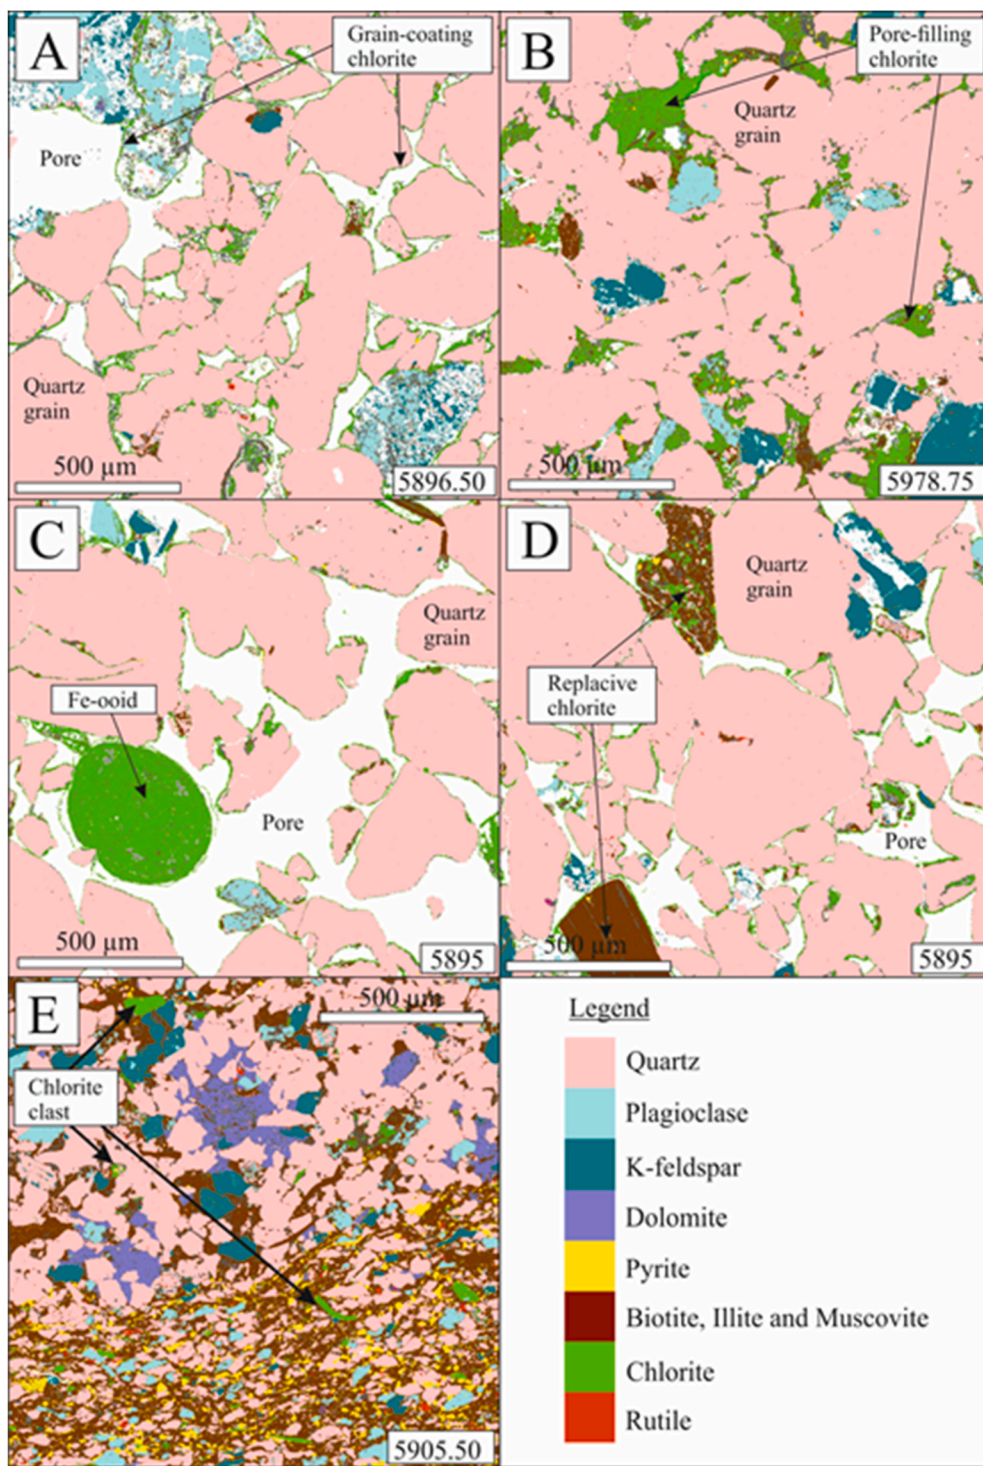 A
Grain-coating
chlorite
Pore
Quartz
grain
500 µm
5896.50
B
Pore-filling
chlorite
Quartz
grain
500 µm
5978.75
C
Quartz
grain
Fe-ooid
Pore
500 µm
5895
D
Quartz
grain
Replacive
chlorite
Pore
500 µm
5895
E
500 µm
Chlorite
clast
5905.50
Legend
Quartz
Plagioclase
K-feldspar
Dolomite
Pyrite
Biotite, Illite and Muscovite
Chlorite
Rutile